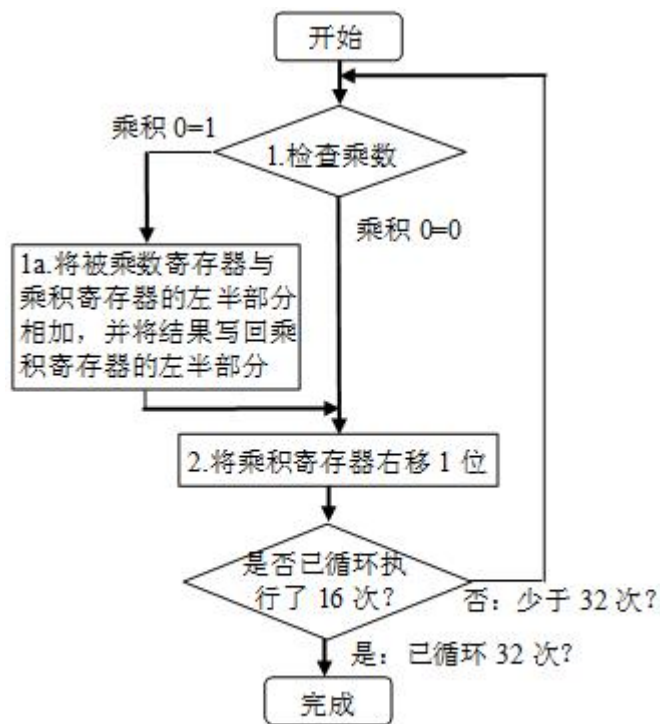 开始
乘积 0=1
1.检查乘数
乘积 0=0
1a.将被乘数寄存器与
乘积寄存器的左半部分
相加，并将结果写回乘
积寄存器的左半部分
2.将乘积寄存器右移 1 位
是否已循环执
行了 16 次？
否：少于 32 次？
是：已循环 32 次？
完成